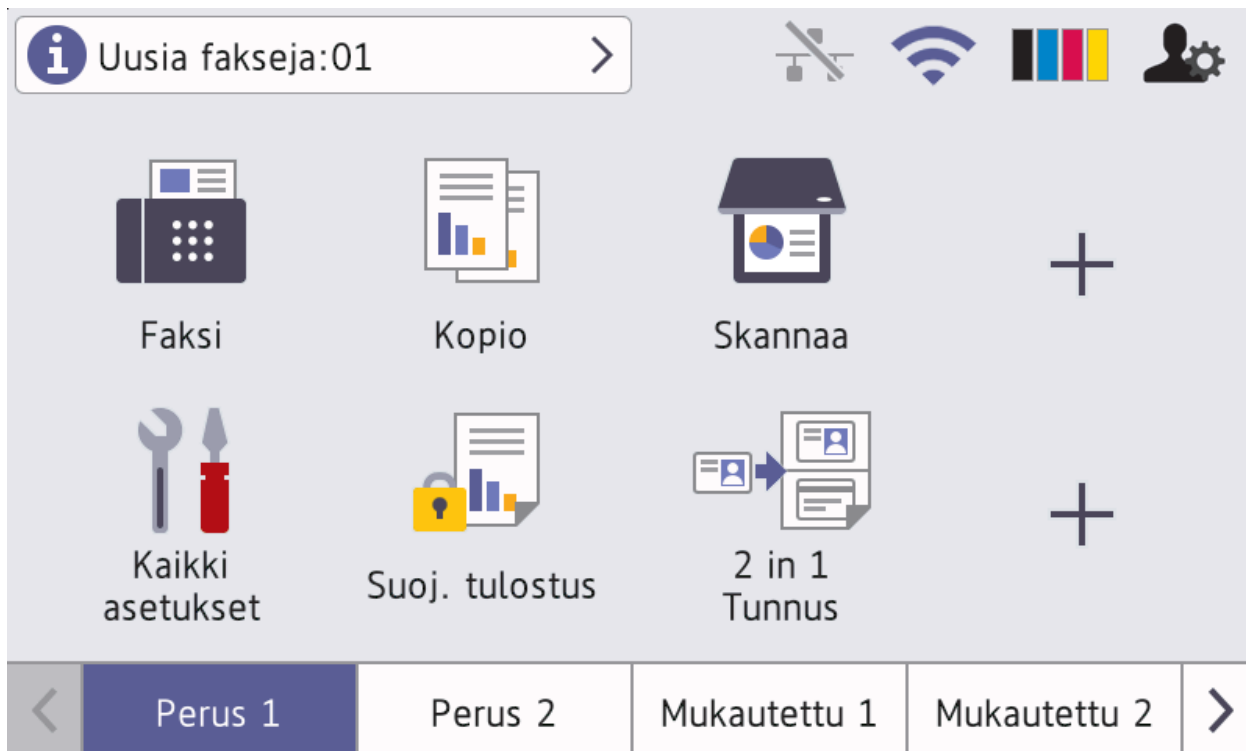 Uusia fakseja:01
Faksi
Kopio
Skannaa
Kaikki
asetukset
Suoj. tulostus
2 in 1
Tunnus
Perus 1
Perus 2
Mukautettu 1
Mukautettu 2